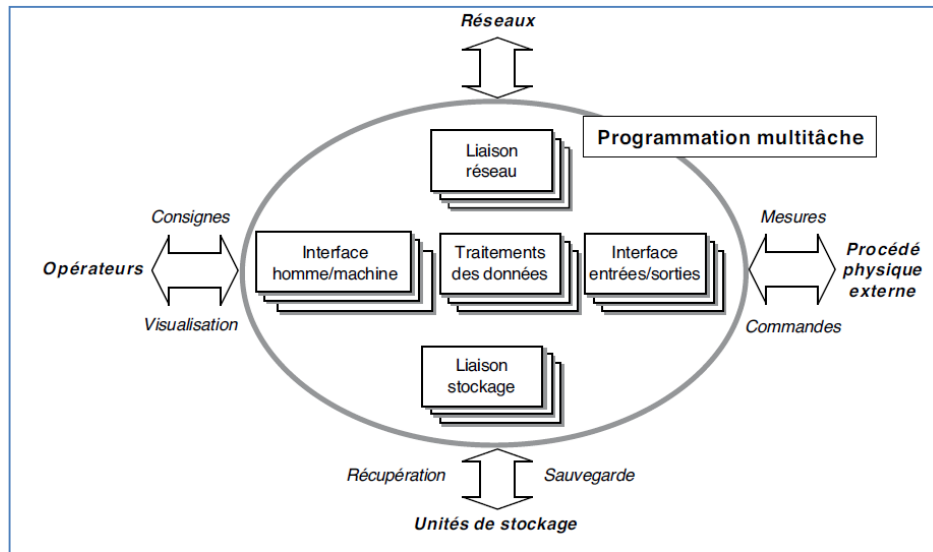 Réseaux
Programmation multitâche
Liaison
réseau
Consignes
Mesures
Opérateurs
Interface
homme/machine
Traitements
des données
Interface
entrées/sorties
Procédé
physique
externe
Visualisation
Commandes
Liaison
stockage
Récupération
Sauvegarde
Unités de stockage